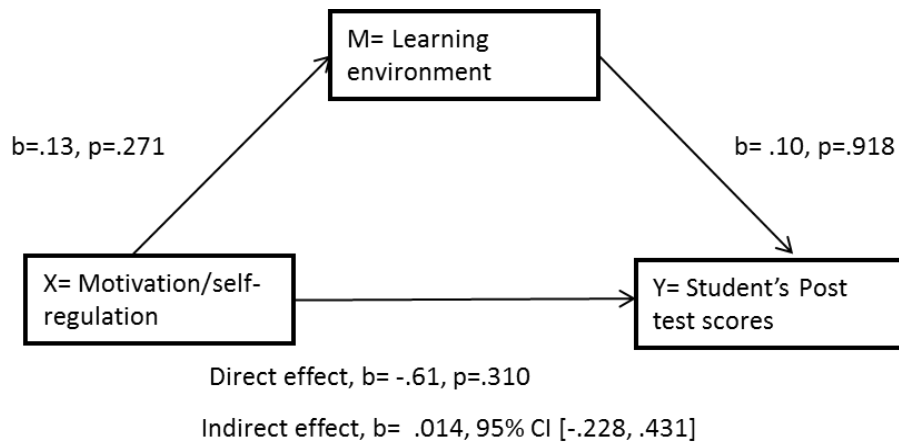 M= Learning
environment
b=.13, p=.271
b= .10, p=.918
X= Motivation/self-
regulation
Y= Student's Post
test scores
Direct effect, b= -.61, p=.310
Indirect effect, b= .014, 95% CI [-.228, .431]